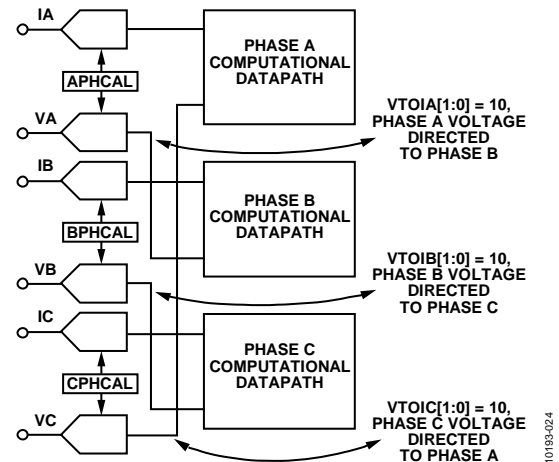 IA
PHASE A
COMPUTATIONAL
DATAPATH
APHCAL
VTOIA[1:0] = 10,
PHASE A VOLTAGE
DIRECTED
TO PHASE B
VA
IB
PHASE B
COMPUTATIONAL
DATAPATH
BPHCAL
VTOIB[1:0] = 10,
PHASE B VOLTAGE
DIRECTED
TO PHASE C
VB
IC
PHASE C
COMPUTATIONAL
DATAPATH
CPHCAL
VTOIC[1:0] = 10,
PHASE C VOLTAGE
DIRECTED
TO PHASE A
VC
10193-024